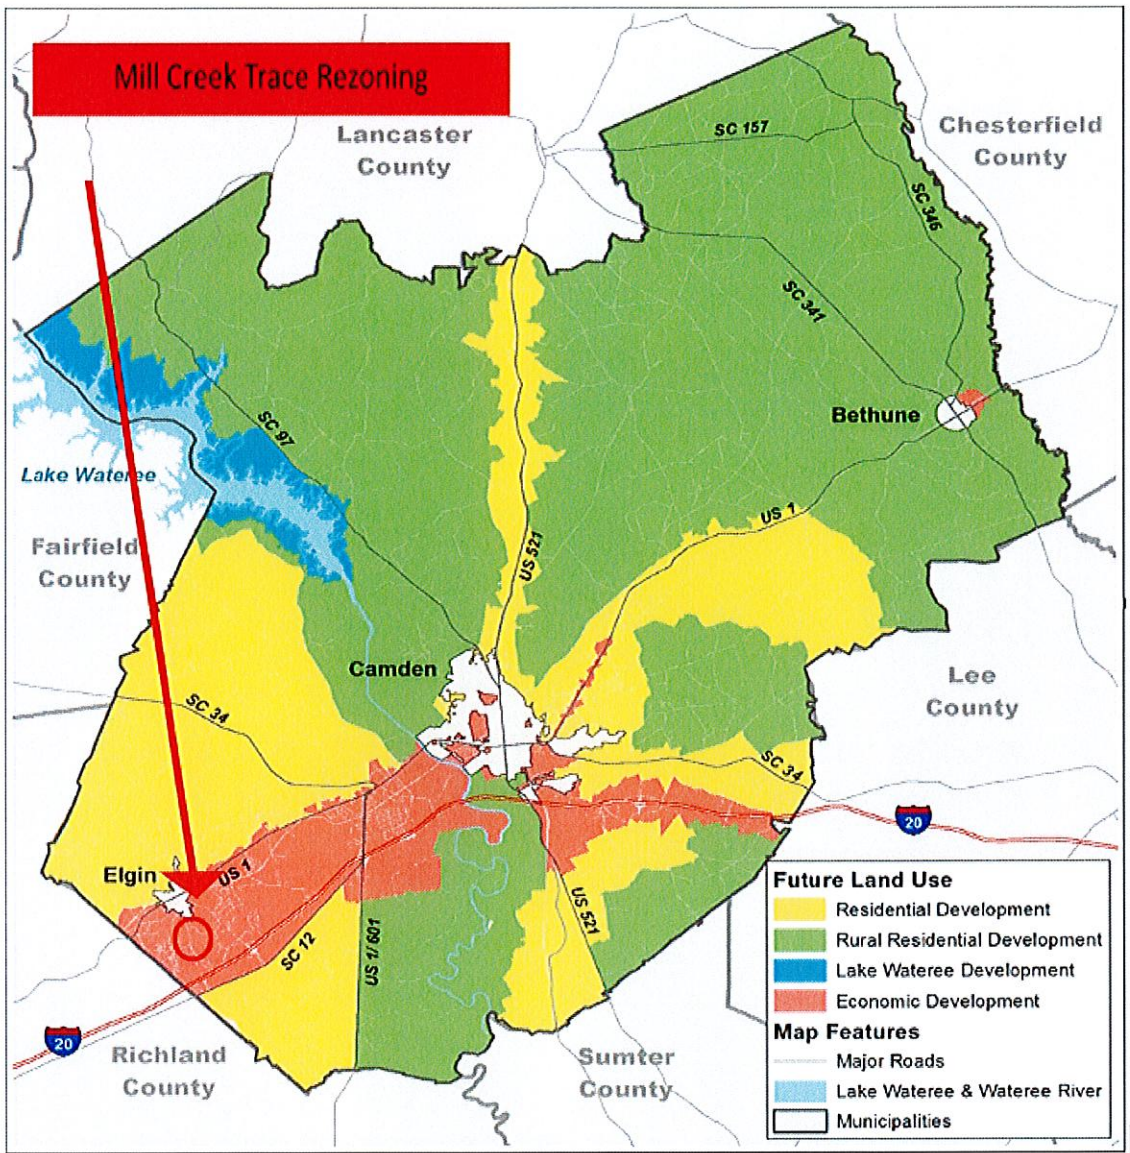 Mill Creek Trace Rezoning
Lancaster
County
Chesterfield
County
SC 157
SC 346
SC 341
Bethune
SC 97
Lake Wateree
US 1
US 521
Fairfield
County
Camden
Lee
County
SC 34
SC 34
20
Elgin
US 1
SC 12
US 1/ 601
US 521
20
Richland
County
Sumter
County
Future Land Use
Residential Development
Rural Residential Development
Lake Wateree Development
Economic Development
Map Features
Major Roads
Lake Wateree & Wateree River
Municipalities